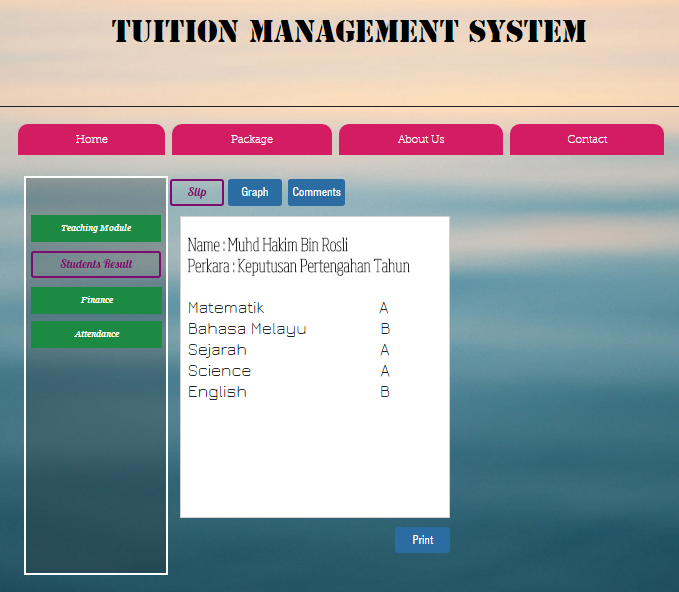 TUITION MANAGEMENT SYSTEM
Home Package About Us Contact
Slip Graph Comments
Teaching Module
Students Result
Finance
Attendance
Name : Muhd Hakim Bin Rosli
Perkara : Keputusan Pertengahan Tahun
Matematik A
Bahasa Melayu B
Sejarah A
Science A
English B
Print